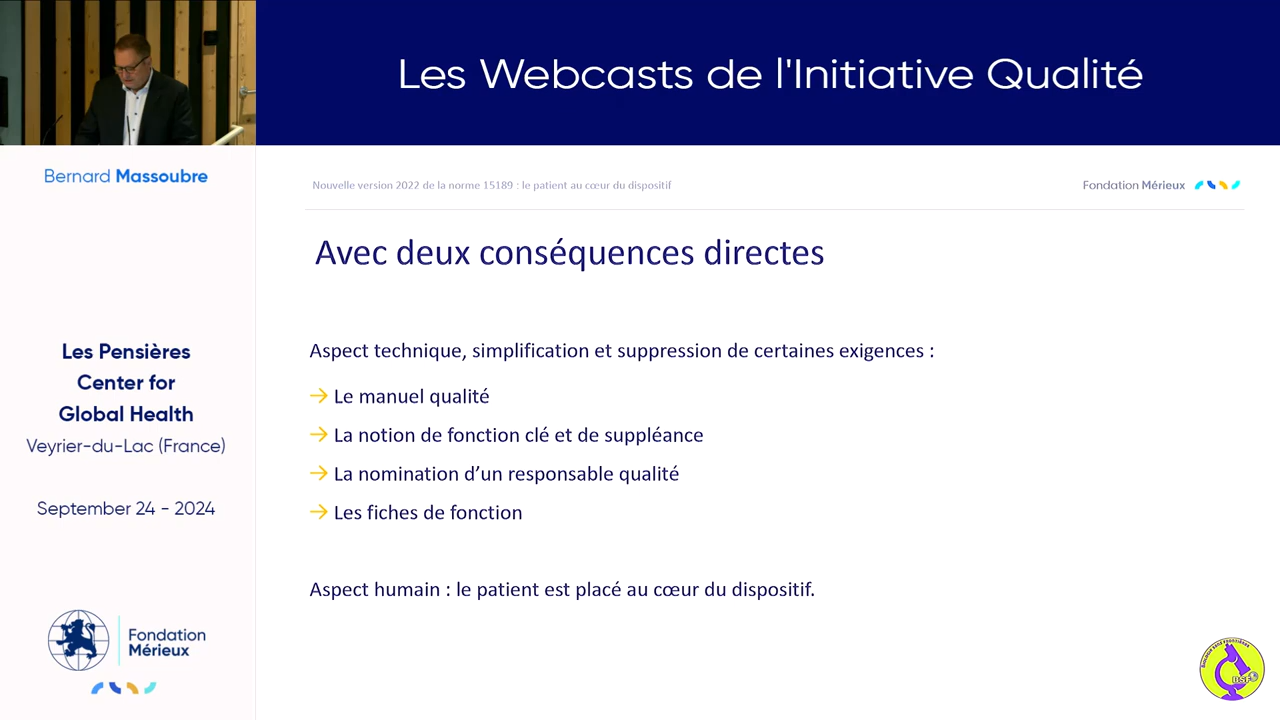 Les Webcasts de l'Initiative Qualité
Bernard Massoubre
Nouvelle version 2022 de la norme 15189 : le patient au cœur du dispositif
Fondation Mérieux
Avec deux conséquences directes
Aspect technique, simplification et suppression de certaines exigences :
→ Le manuel qualité
→ La notion de fonction clé et de suppléance
→ La nomination d’un responsable qualité
→ Les fiches de fonction
Aspect humain : le patient est placé au cœur du dispositif.
Les Pensières
Center for
Global Health
Veyrier-du-Lac (France)
September 24 - 2024
Fondation
Mérieux
BIOLOGIE SANS FRONTIÈRES
BSF